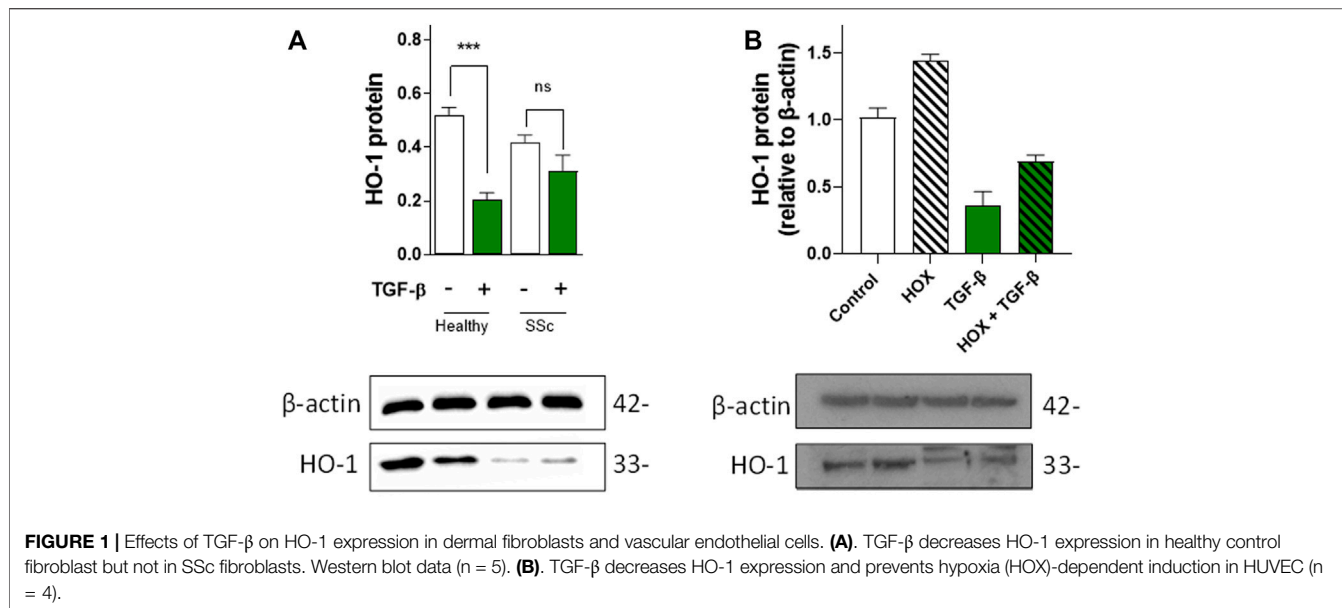 A
HO-1 protein
0.8
0.6
0.4
0.2
0.0
***
ns
TGF-β - + - +
Healthy SSc
β-actin 42-
HO-1 33-
B
HO-1 protein
(relative to β-actin)
1.5
1.0
0.5
0.0
Control
HOX
TGF-β
HOX + TGF-β
β-actin 42-
HO-1 33-
FIGURE 1 | Effects of TGF-β on HO-1 expression in dermal fibroblasts and vascular endothelial cells. (A). TGF-β decreases HO-1 expression in healthy control
fibroblast but not in SSc fibroblasts. Western blot data (n = 5). (B). TGF-β decreases HO-1 expression and prevents hypoxia (HOX)-dependent induction in HUVEC (n
= 4).